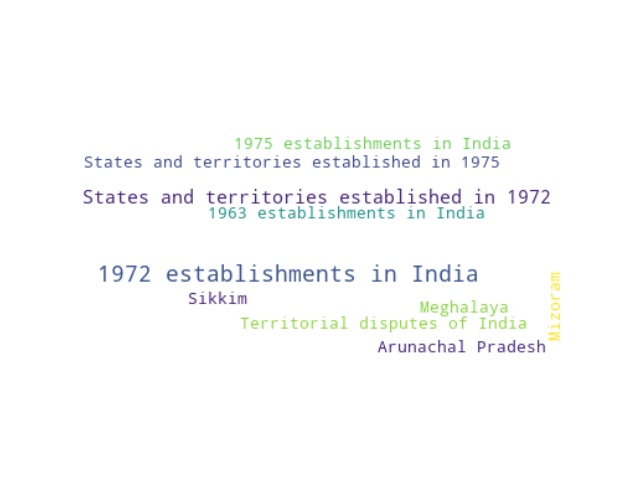 1975 establishments in India
States and territories established in 1975
States and territories established in 1972
1963 establishments in India
1972 establishments in India
Sikkim
Meghalaya
Territorial disputes of India
Mizoram
Arunachal Pradesh